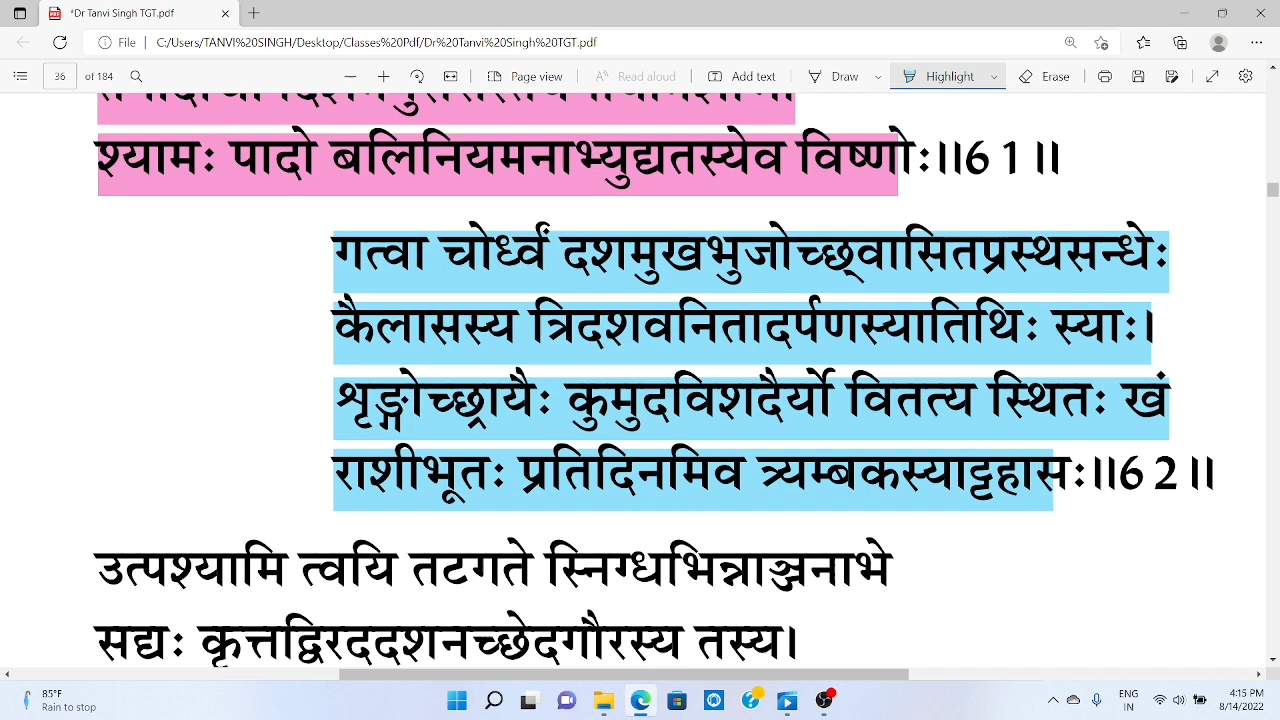 *Dr Tanvi Singh TGT.pdf
File C:/Users/TANVI%20SINGH/Desktop/Classes%20Pdf/Dr%20Tanvi%20Singh%20TGT.pdf
36 of 184 Page view Read aloud Add text Draw Highlight Erase
श्यामः पादो बलिनियमनाभ्युद्यतस्येव विष्णोः॥61॥
गत्वा चोर्ध्वं दशमुखभुजोच्छ्वासितप्रस्थसन्धेः
कैलासस्य त्रिदशवनितादर्पणस्यातिथिः स्याः।
शृङ्गोच्छ्रायैः कुमुदविशदैर्यो वितत्य स्थितः खं
राशीभूतः प्रतिदिनमिव त्र्यम्बकस्याट्टहासः॥62॥
उत्पश्यामि त्वयि तटगते स्निग्धभिन्नाञ्जनाभे
सद्यः कृत्तद्विरददशनच्छेदगौरस्य तस्य।
85°F ENG 4:15 PM
Rain to stop IN 8/14/2022